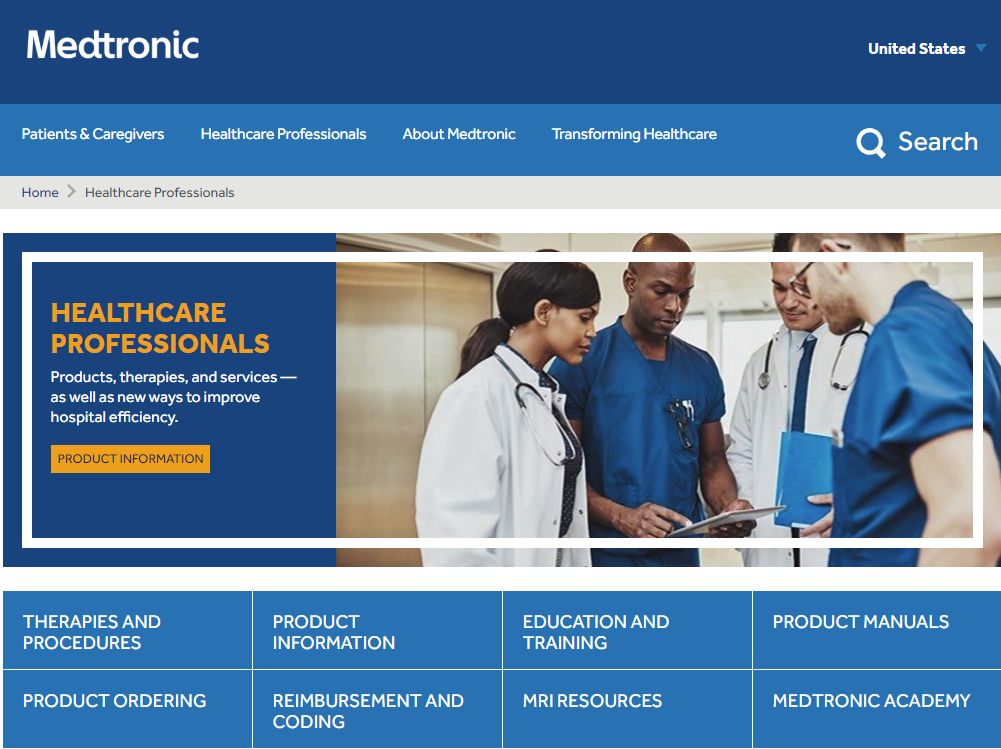 Medtronic
United States
Patients & Caregivers
Healthcare Professionals
About Medtronic
Transforming Healthcare
Search
Home
Healthcare Professionals
HEALTHCARE
PROFESSIONALS
Products, therapies, and services —
as well as new ways to improve
hospital efficiency.
PRODUCT INFORMATION
THERAPIES AND
PROCEDURES
PRODUCT
INFORMATION
EDUCATION AND
TRAINING
PRODUCT MANUALS
PRODUCT ORDERING
REIMBURSEMENT AND
CODING
MRI RESOURCES
MEDTRONIC ACADEMY